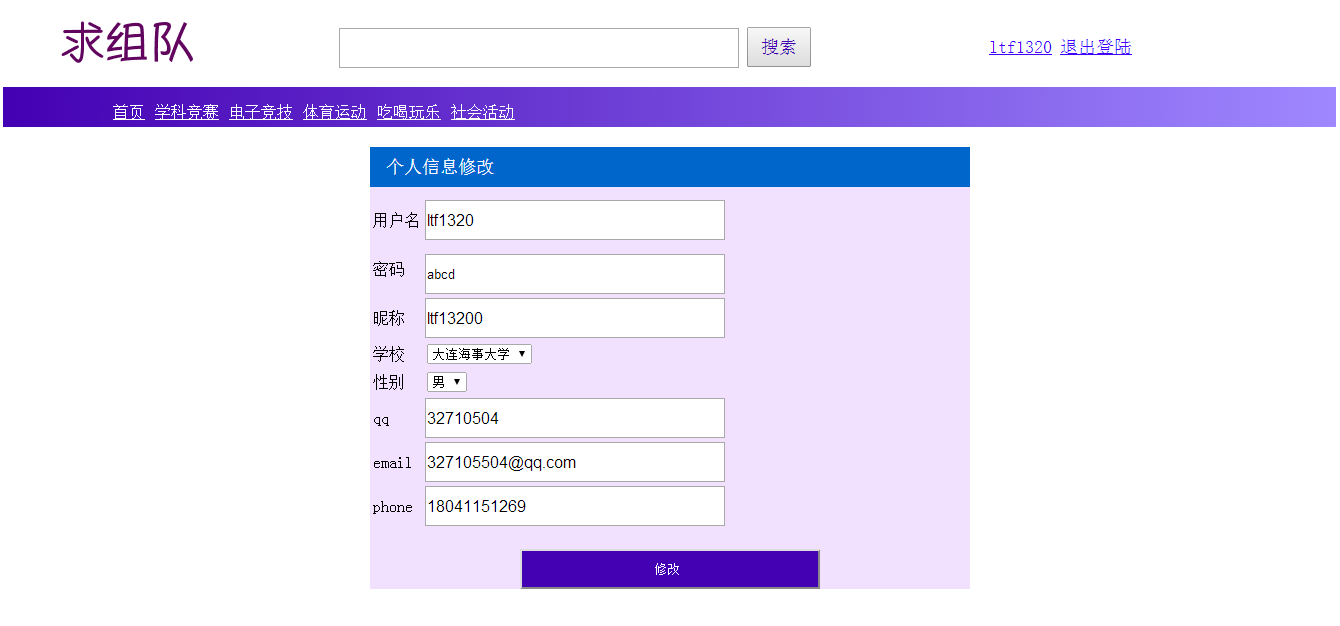 求组队
搜索
ltf1320 退出登陆
首页 学科竞赛 电子竞技 体育运动 吃喝玩乐 社会活动
个人信息修改
用户名 ltf1320
密码 abcd
昵称 ltf13200
学校 大连海事大学
性别 男
qq 32710504
email 327105504@qq.com
phone 18041151269
修改